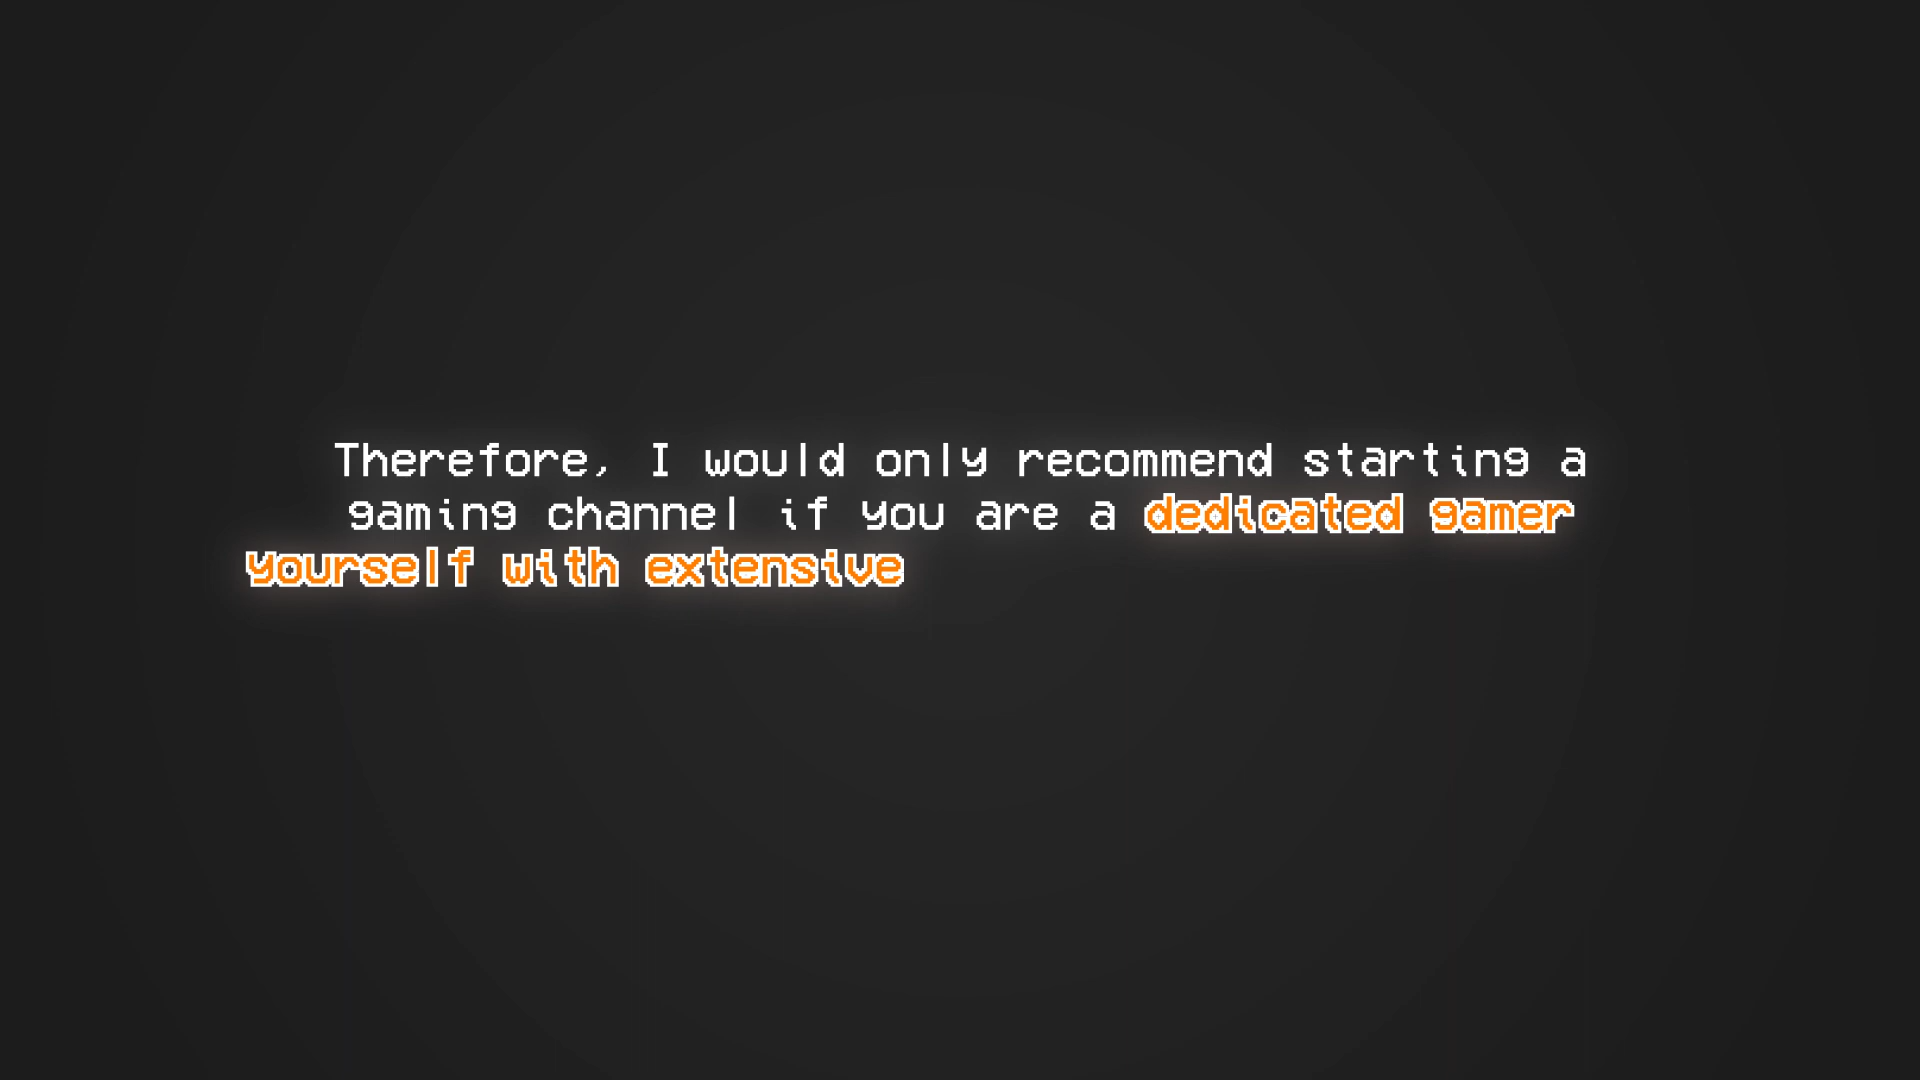 Therefore, I would only recommend starting a
gaming channel if you are a dedicated gamer
yourself with extensive